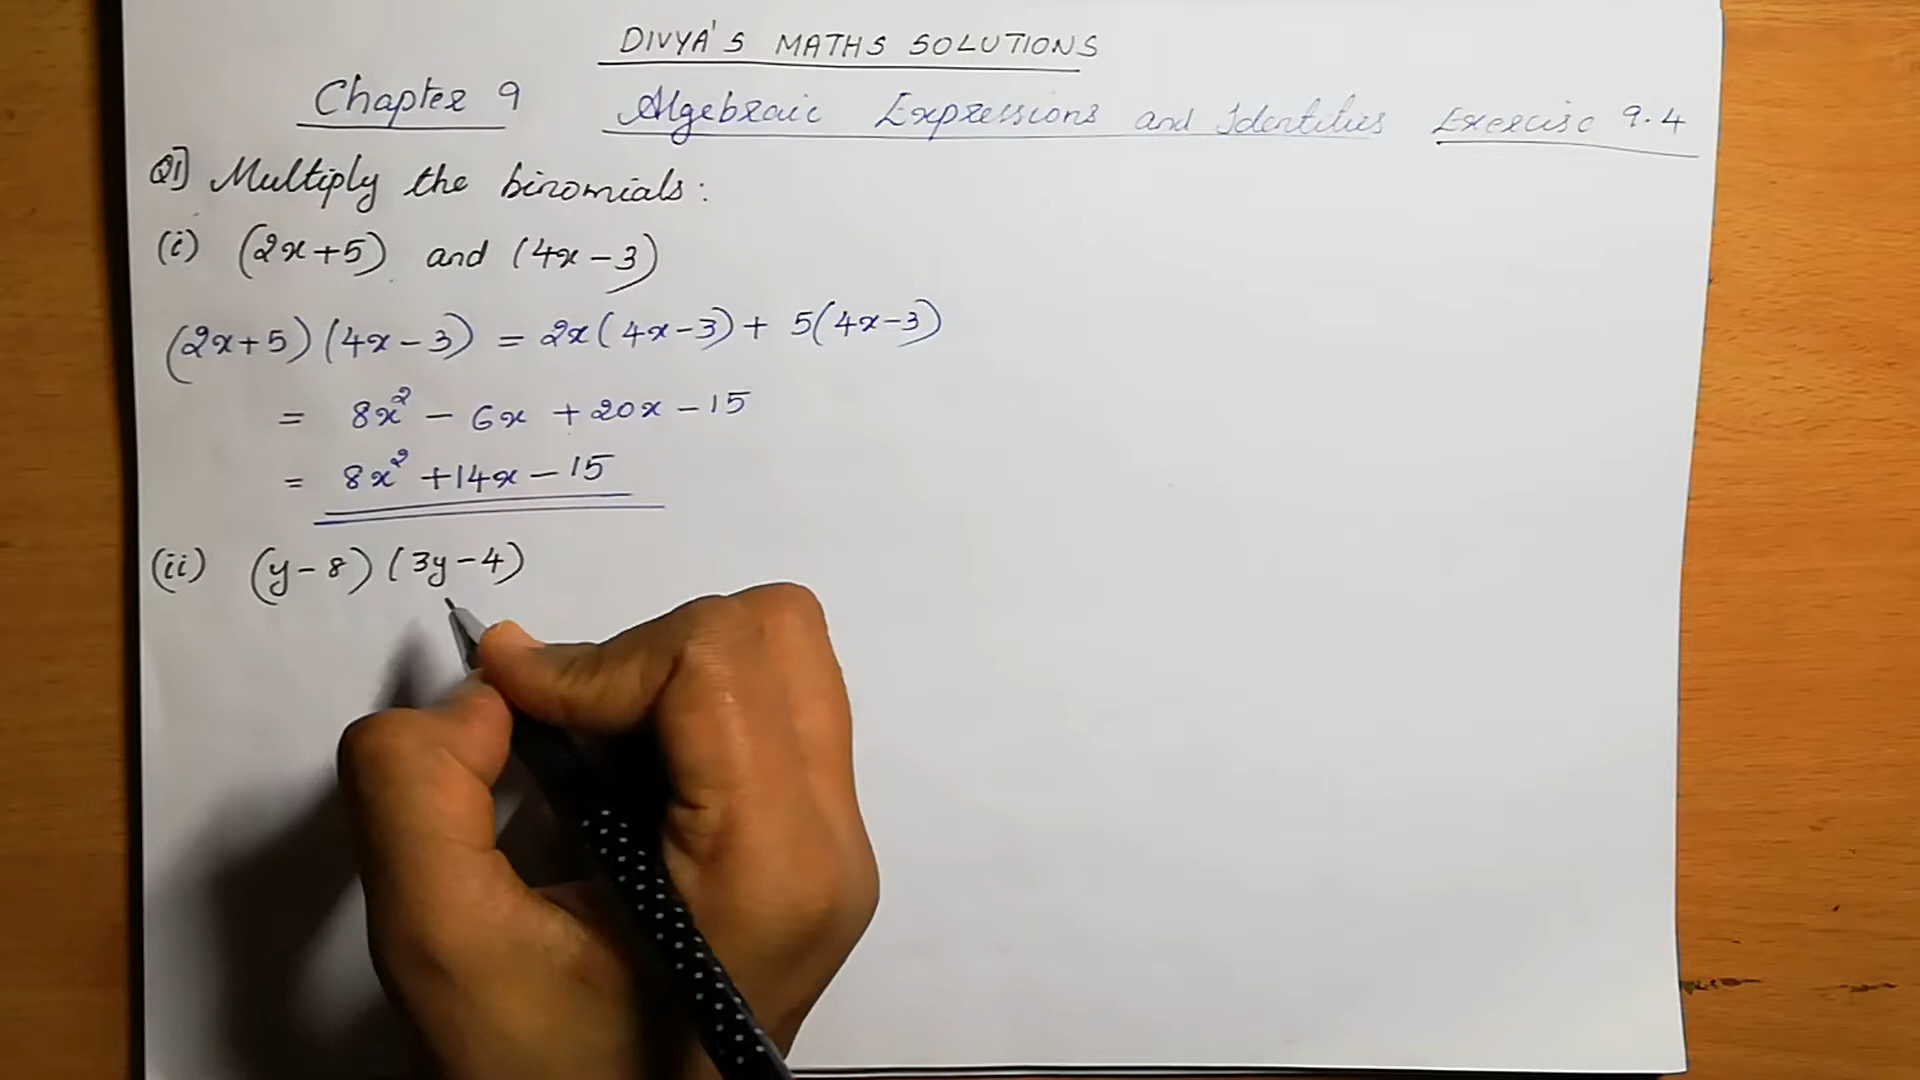 DIVYA'S MATHS SOLUTIONS
Chapter 9 Algebraic Expressions and Identities Exercise 9.4
Q1] Multiply the binomials:
(i) (2x+5) and (4x-3)
(2x+5)(4x-3) = 2x(4x-3)+ 5(4x-3)
= 8x² - 6x +20x -15
= 8x² +14x -15
(ii) (y-8)(3y-4)